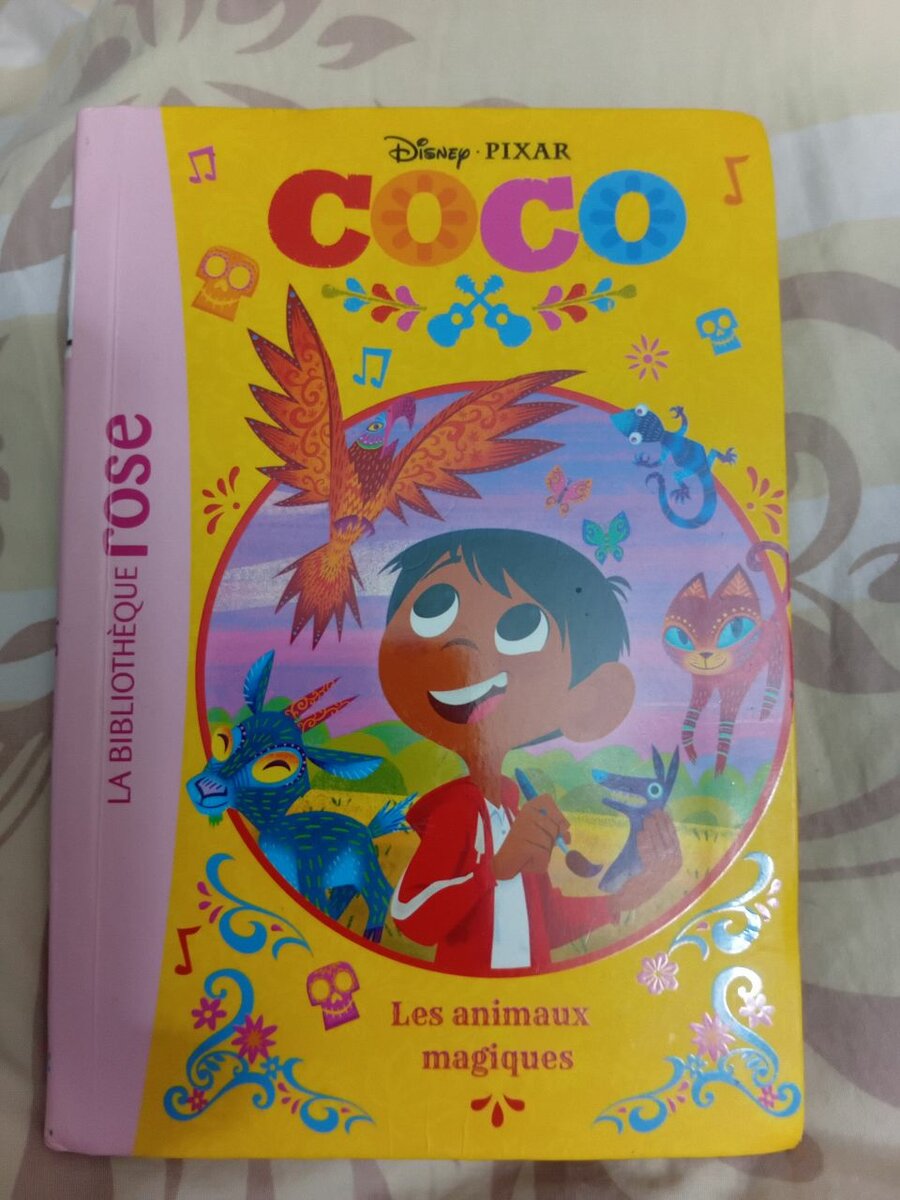 Disney · PIXAR
COCO
LA BIBLIOTHÈQUE rose
Les animaux
magiques